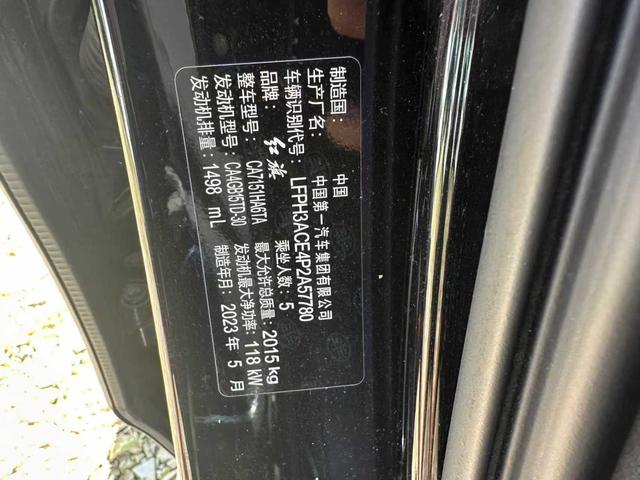 制造国：中国
生产厂名：中国第一汽车集团有限公司
车辆识别代号：LFPH3ACE4P2A57780
品牌：红旗 乘坐人数：5
整车型号：CA7151HA6TA 最大允许总质量：2015 kg
发动机型号：CA4GB15TD-30 发动机最大净功率：118 kW
发动机排量：1498 mL 制造年月：2023 年 5 月